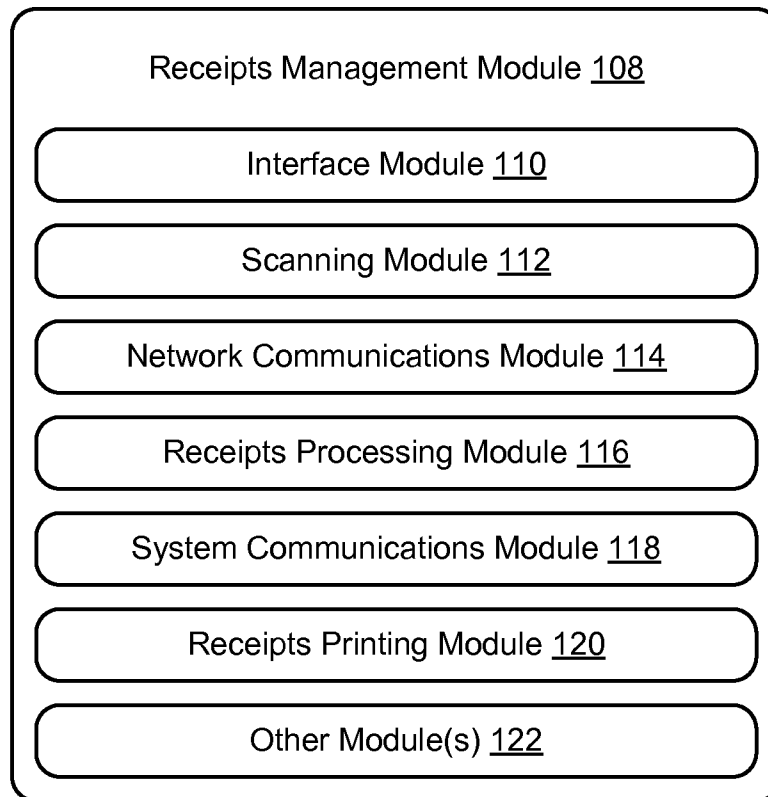 Receipts Management Module 108
Interface Module 110
Scanning Module 112
Network Communications Module 114
Receipts Processing Module 116
System Communications Module 118
Receipts Printing Module 120
Other Module(s) 122